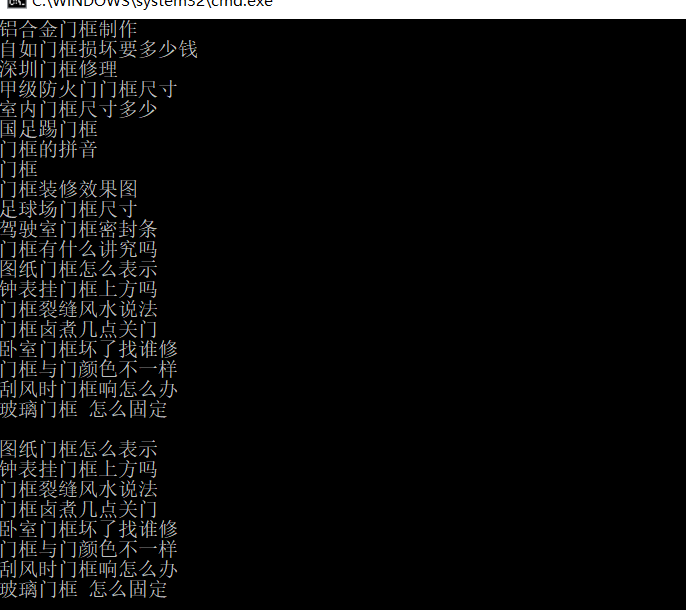 C:\WINDOWS\system32\cmd.exe
铝合金门框制作
自如门框损坏要多少钱
深圳门框修理
甲级防火门门框尺寸
室内门框尺寸多少
国足踢门框
门框的拼音
门框
门框装修效果图
足球场门框尺寸
驾驶室门框密封条
门框有什么讲究吗
图纸门框怎么表示
钟表挂门框上方吗
门框裂缝风水说法
门框卤煮几点关门
卧室门框坏了找谁修
门框与门颜色不一样
刮风时门框响怎么办
玻璃门框 怎么固定
图纸门框怎么表示
钟表挂门框上方吗
门框裂缝风水说法
门框卤煮几点关门
卧室门框坏了找谁修
门框与门颜色不一样
刮风时门框响怎么办
玻璃门框 怎么固定